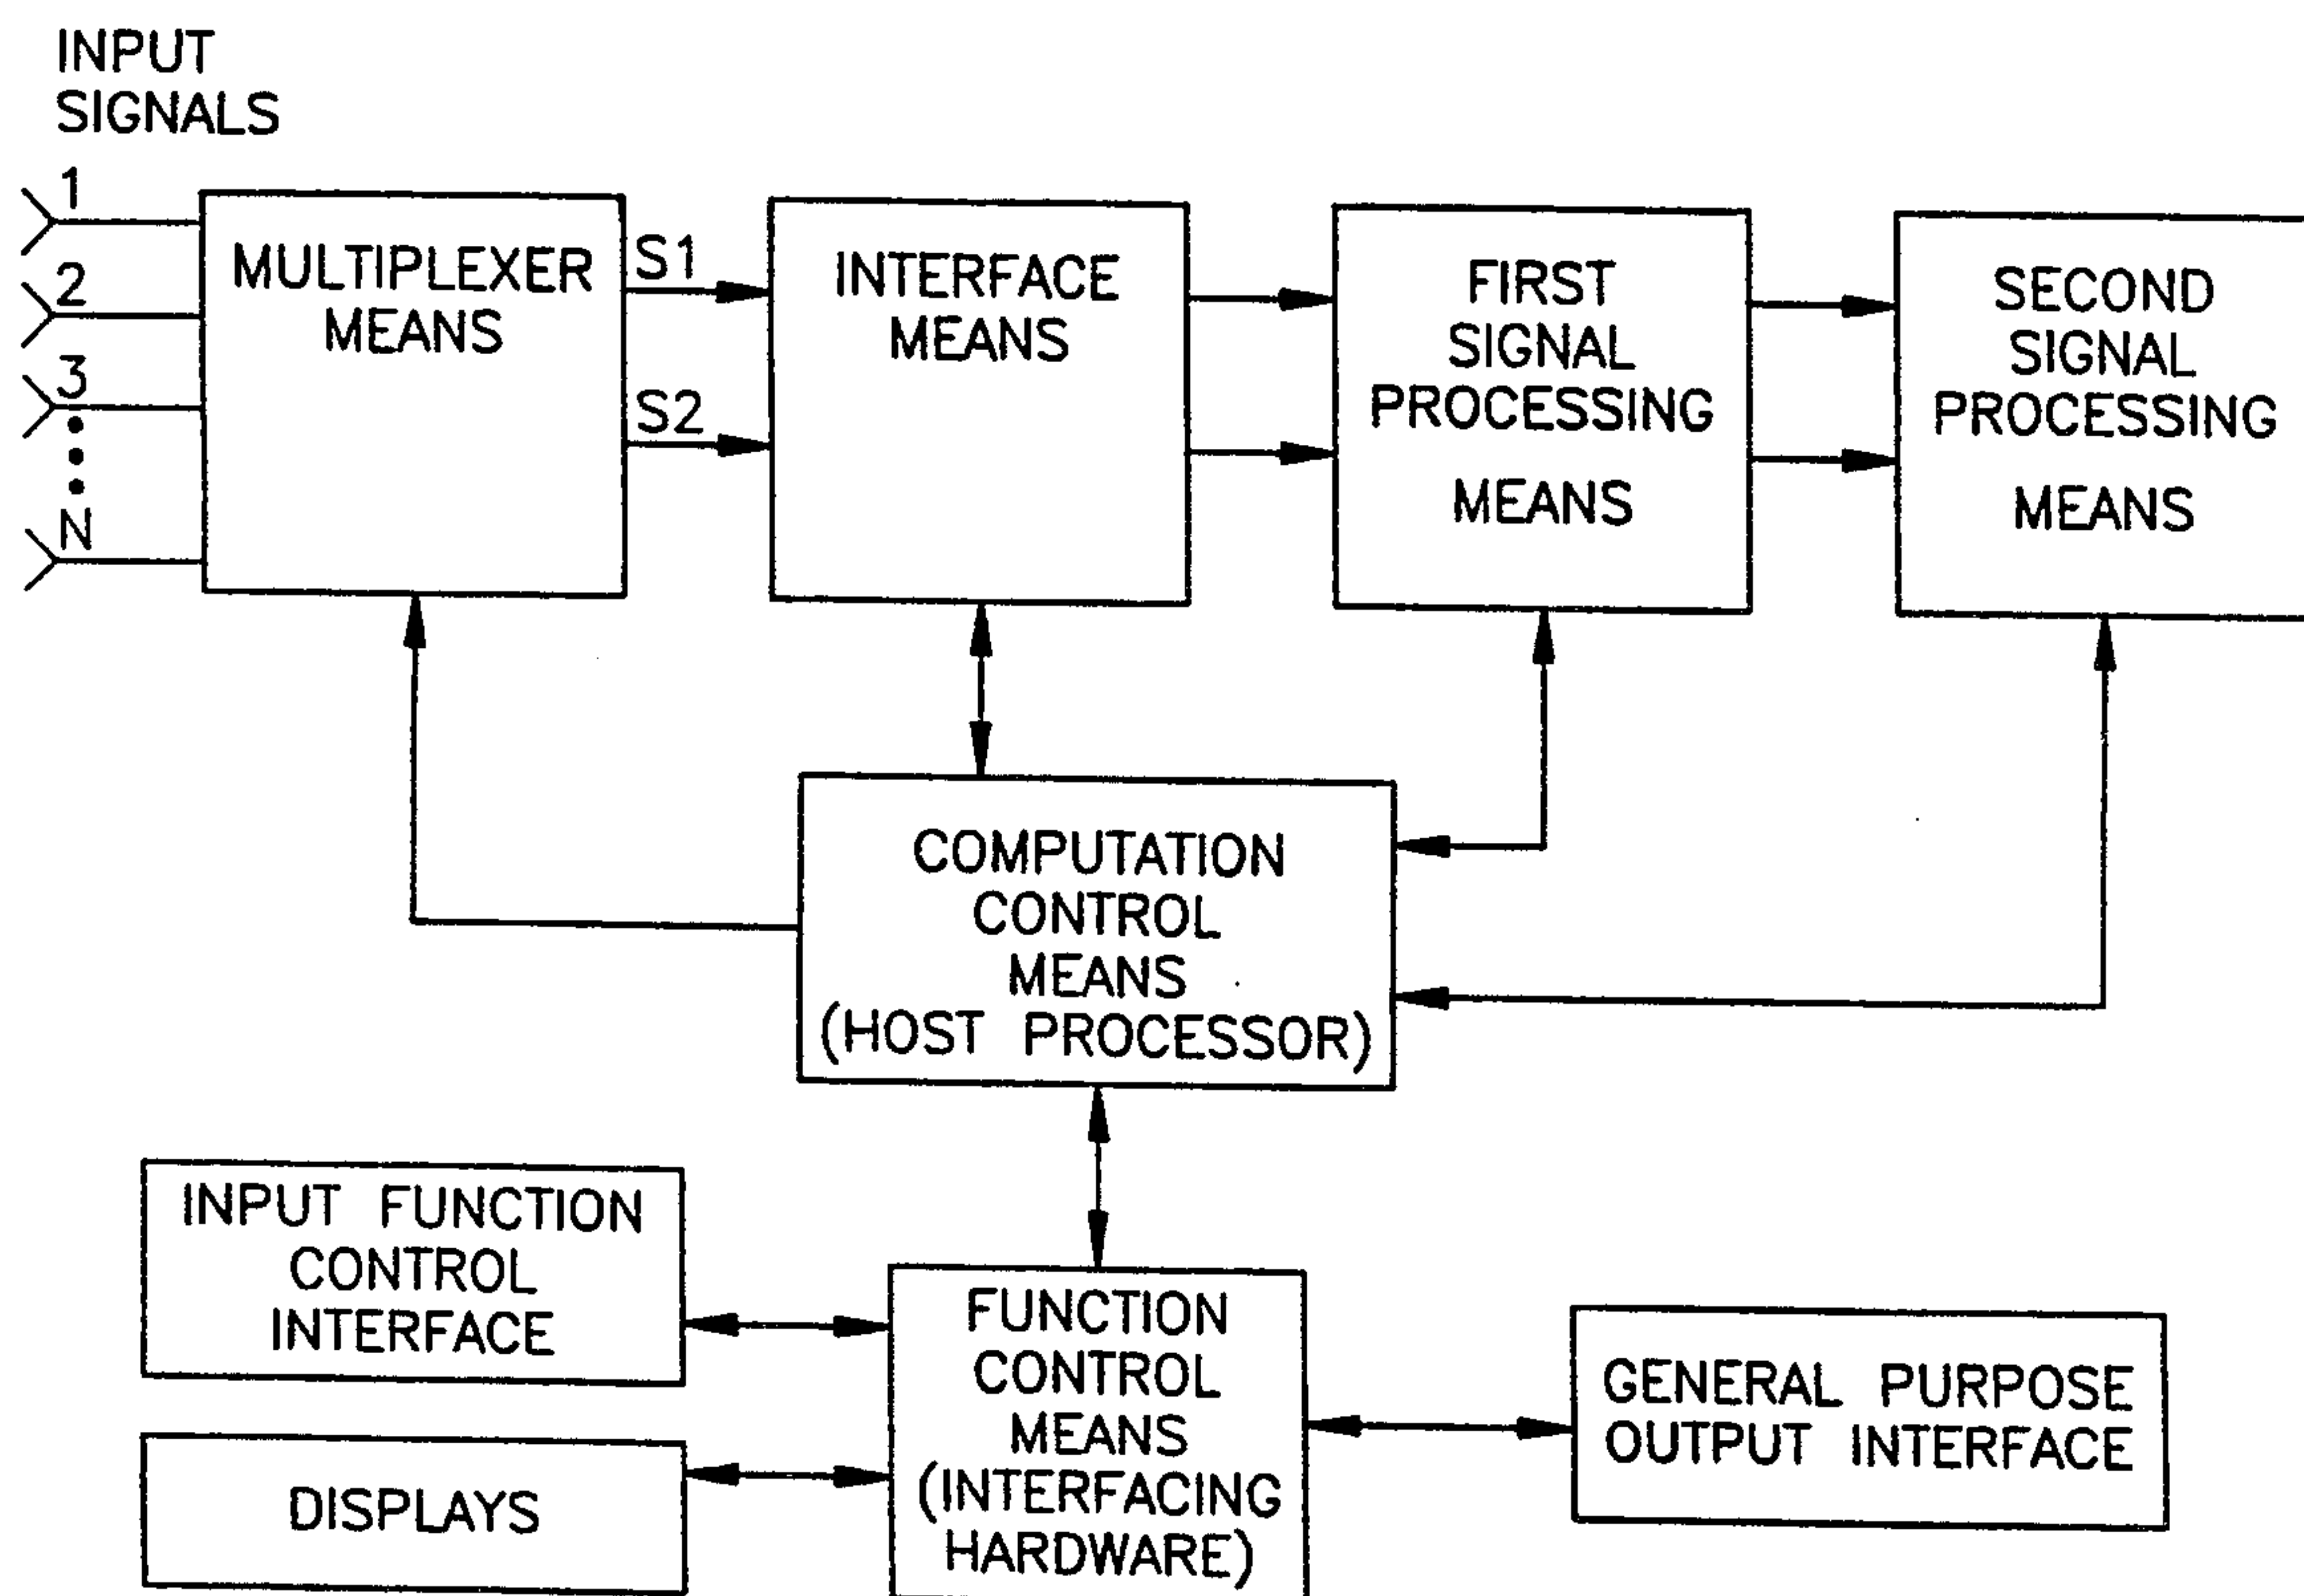 INPUT
SIGNALS
1
2
3
N
MULTIPLEXER
MEANS
S1
S2
INTERFACE
MEANS
FIRST
SIGNAL
PROCESSING
MEANS
SECOND
SIGNAL
PROCESSING
MEANS
COMPUTATION
CONTROL
MEANS
(HOST PROCESSOR)
INPUT FUNCTION
CONTROL
INTERFACE
DISPLAYS
FUNCTION
CONTROL
MEANS
(INTERFACING
HARDWARE)
GENERAL PURPOSE
OUTPUT INTERFACE